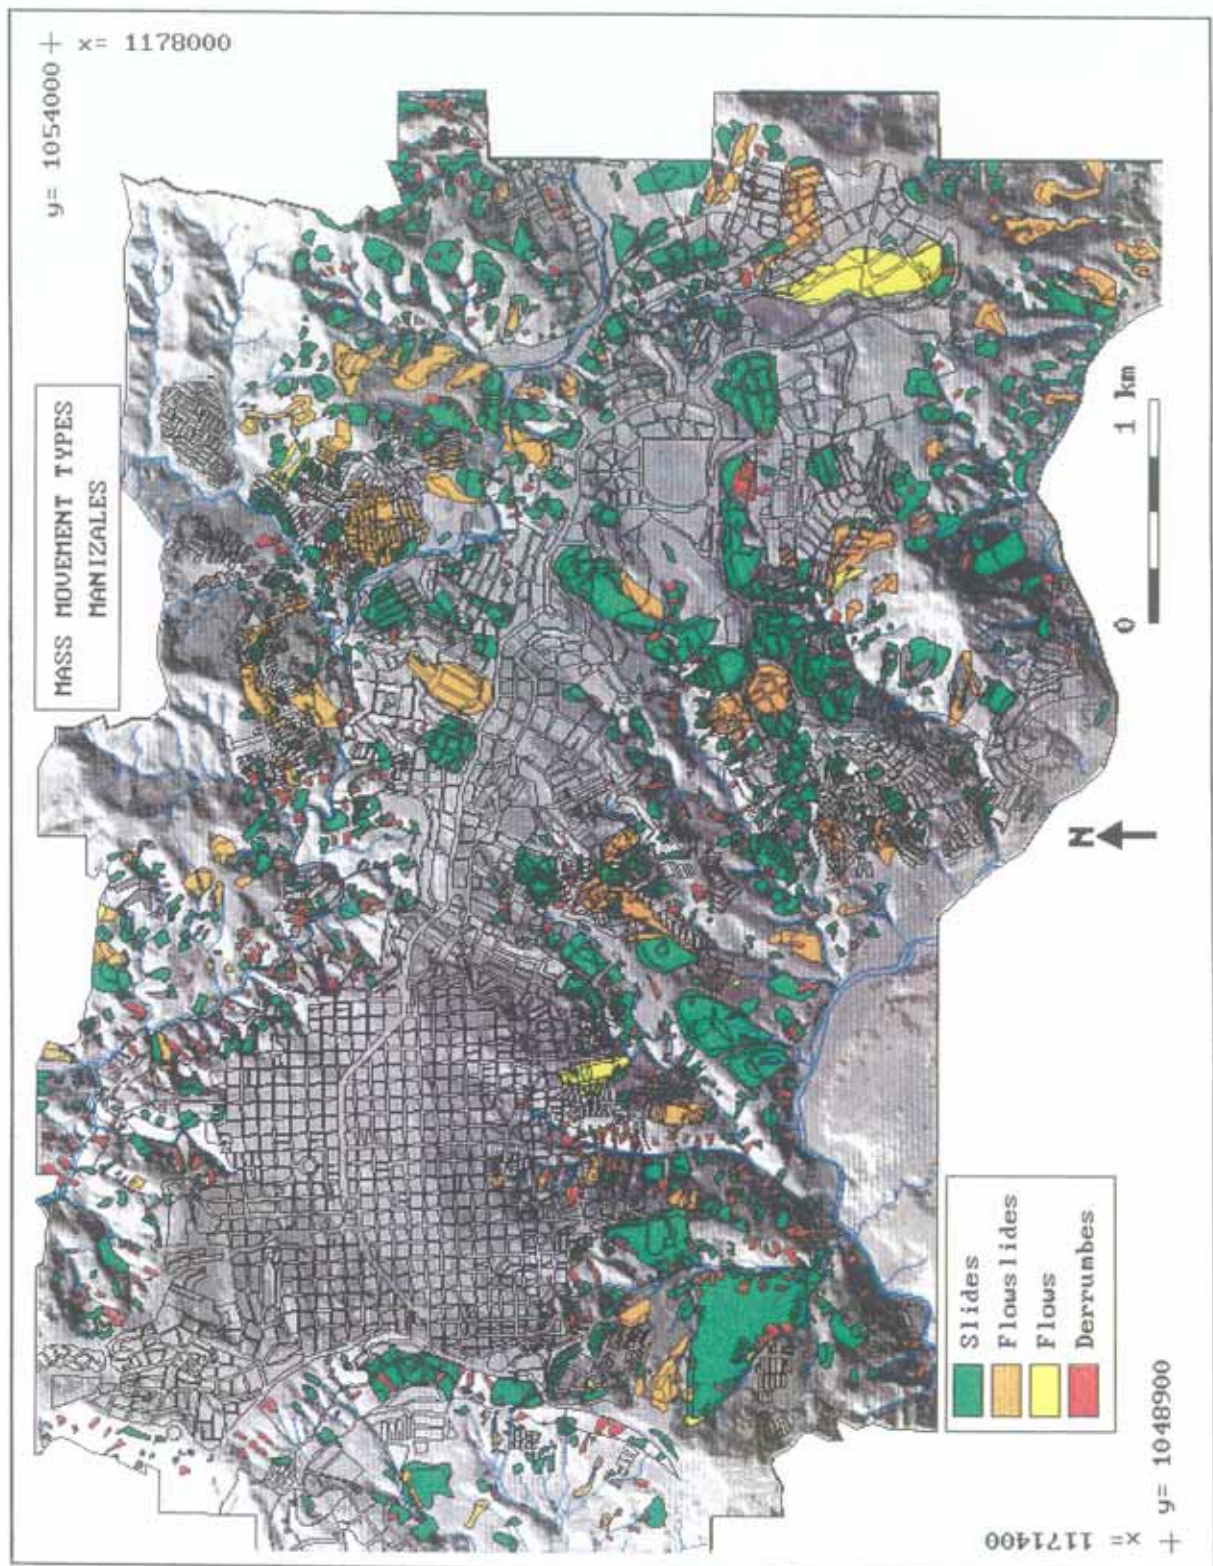 MASS MOVEMENT TYPES
MANIZALES
y= 1054000
x= 1178000
N
0
1 km
Slides
Flowslides
Flows
Derrumbes
x= 1171400
y= 1048900